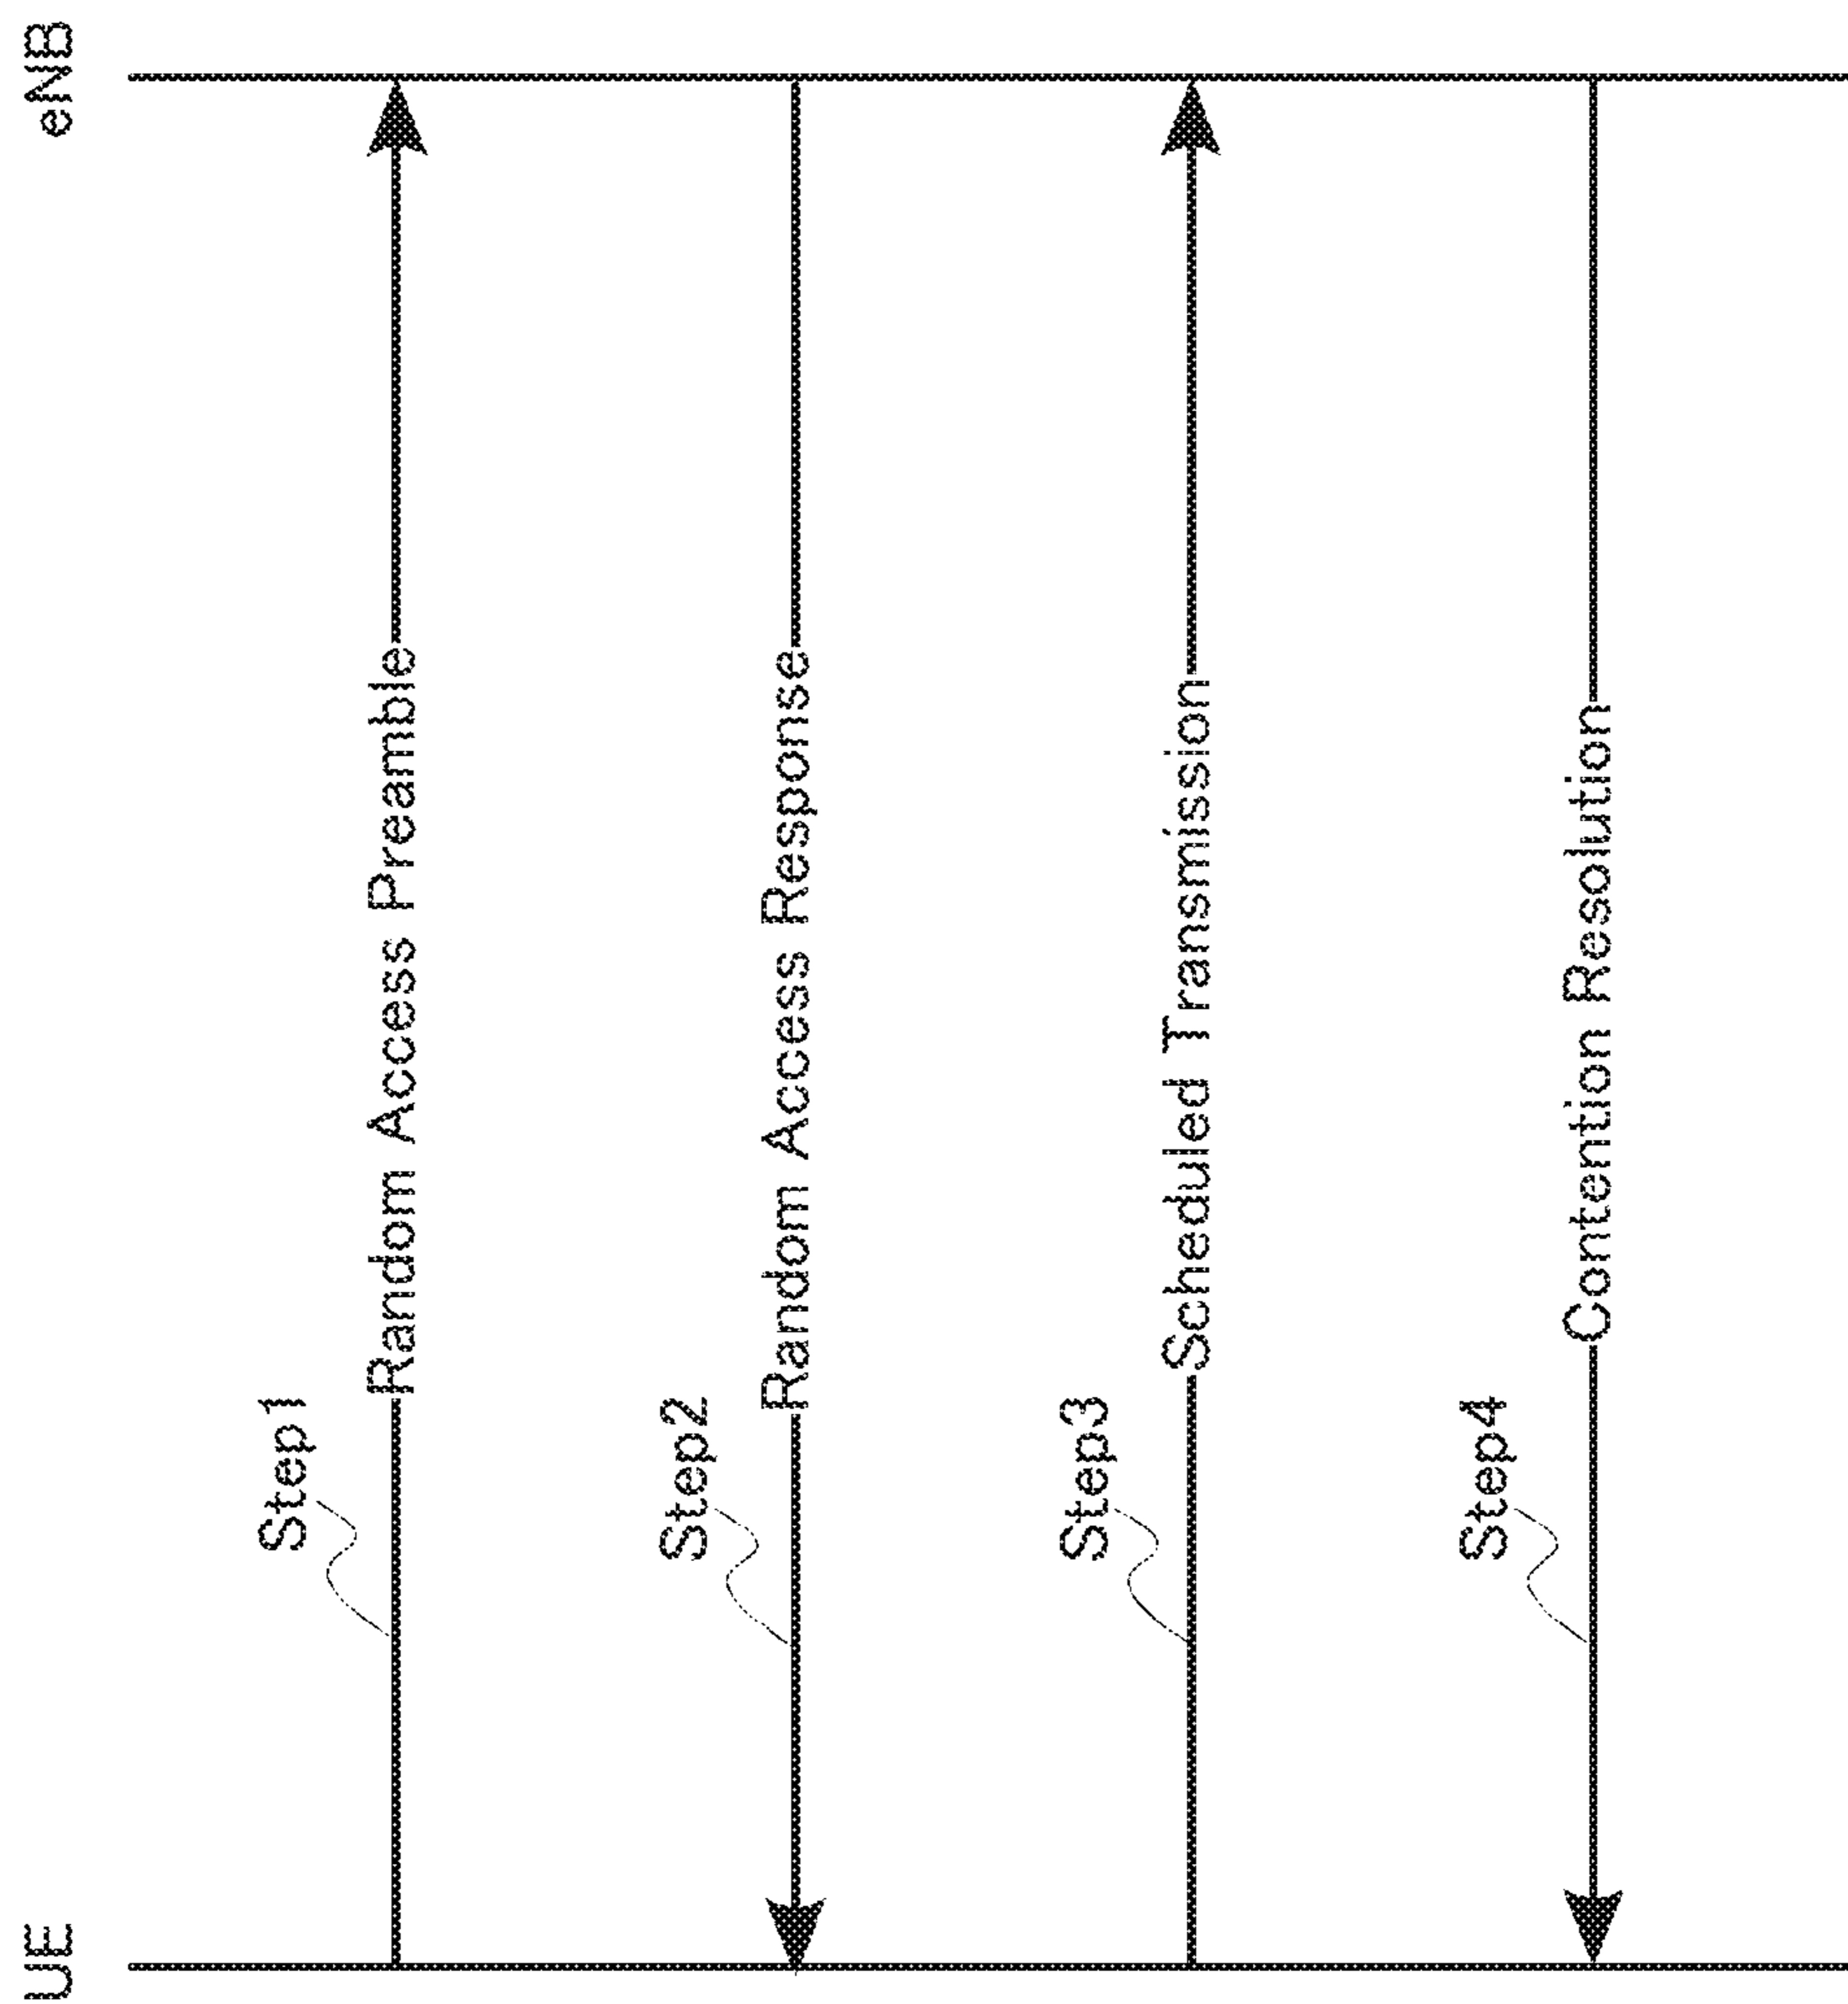 UE
eNB
Step1
Random Access Preamble
Step2
Random Access Response
Step3
Scheduled Transmission
Step4
Contention Resolution